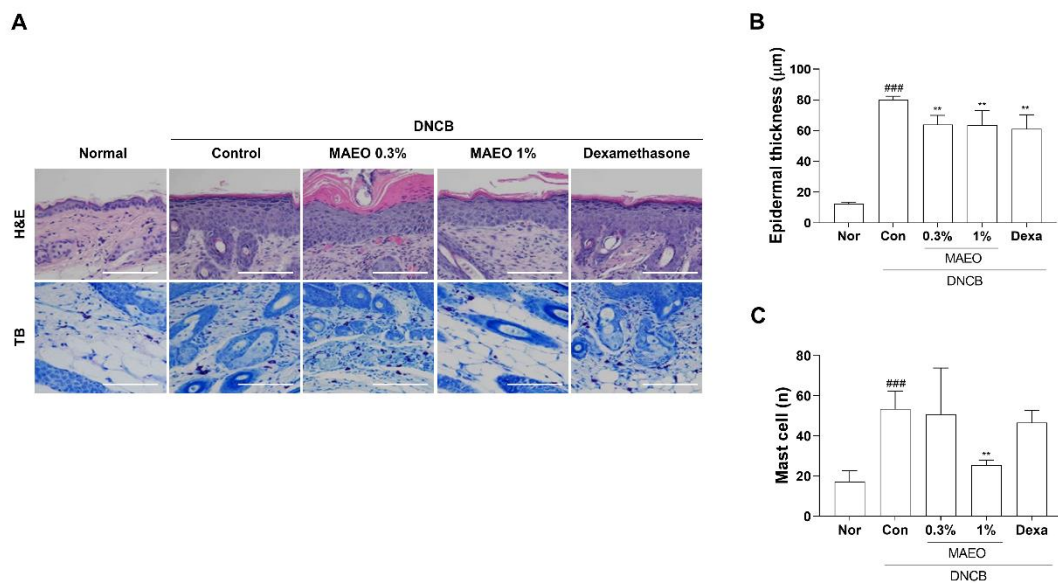 A
DNCB
Normal Control MAEO 0.3% MAEO 1% Dexamethasone
H&E
TB
B
Epidermal thickness (μm)
100
80
60
40
20
0
###
**
**
**
Nor Con 0.3% 1% Dexa
MAEO
DNCB
C
Mast cell (n)
80
60
40
20
0
###
**
Nor Con 0.3% 1% Dexa
MAEO
DNCB